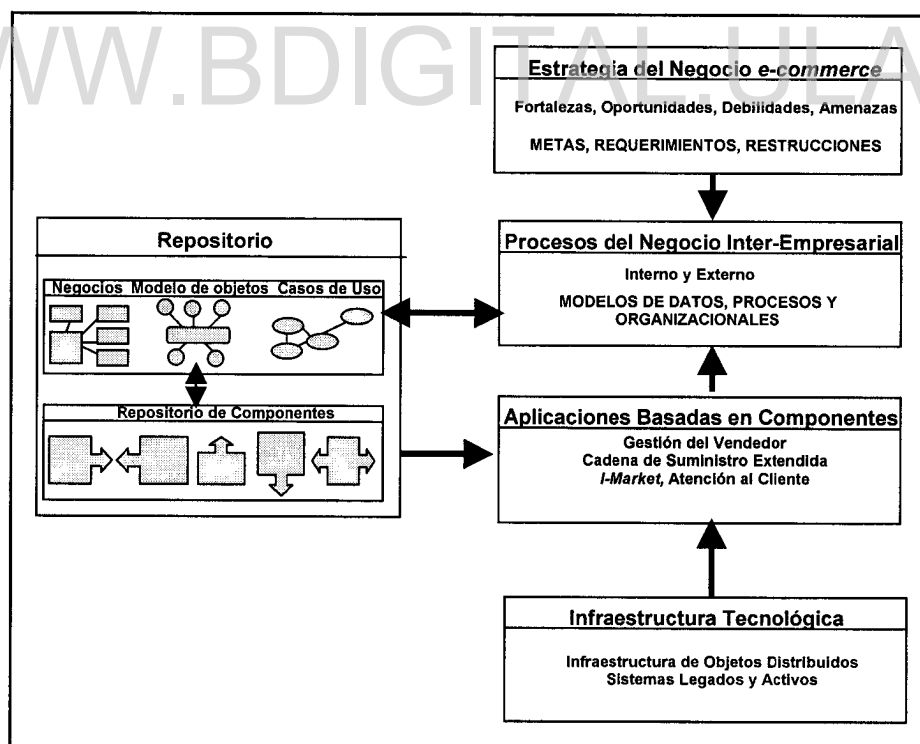 WW.BDIGITAL.ULA
Estrategia del Negocio e-commerce
Fortalezas, Oportunidades, Debilidades, Amenazas
METAS, REQUERIMIENTOS, RESTRUCCIONES
Repositorio
Negocios Modelo de objetos Casos de Uso
Repositorio de Componentes
Procesos del Negocio Inter-Empresarial
Interno y Externo
MODELOS DE DATOS, PROCESOS Y
ORGANIZACIONALES
Aplicaciones Basadas en Componentes
Gestión del Vendedor
Cadena de Suministro Extendida
I-Market, Atención al Cliente
Infraestructura Tecnológica
Infraestructura de Objetos Distribuidos
Sistemas Legados y Activos